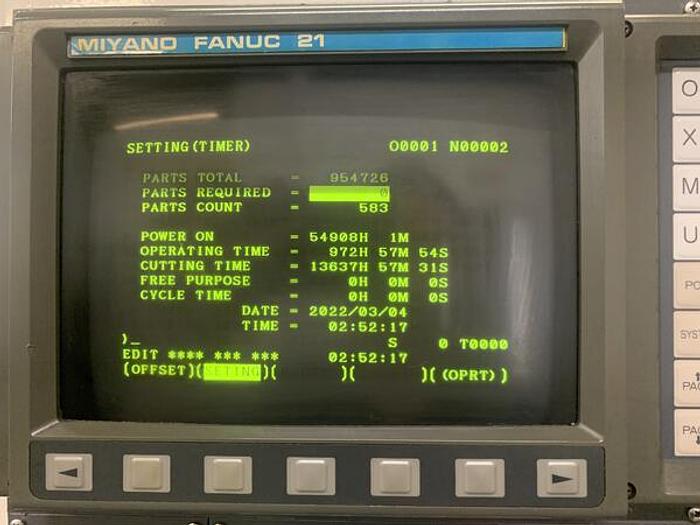 MIYANO FANUC 21
SETTING(TIMER) O0001 N00002
PARTS TOTAL = 954726
PARTS REQUIRED = 0
PARTS COUNT = 583
POWER ON = 54908H 1M
OPERATING TIME = 972H 57M 54S
CUTTING TIME = 13637H 57M 31S
FREE PURPOSE = 0H 0M 0S
CYCLE TIME = 0H 0M 0S
DATE = 2022/03/04
TIME = 02:52:17
)_ S 0 T0000
EDIT **** *** *** 02:52:17
(OFFSET)(SETING)( )( )((OPRT))
O
X
M
U